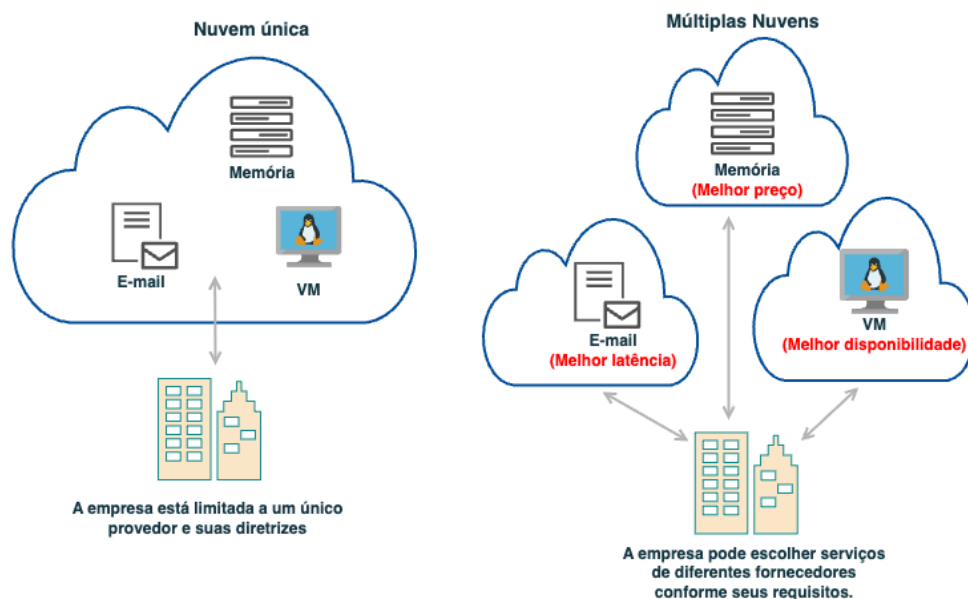 Nuvem única
Memória
E-mail
VM
A empresa está limitada a um único
provedor e suas diretrizes
Múltiplas Nuvens
Memória
(Melhor preço)
E-mail
(Melhor latência)
VM
(Melhor disponibilidade)
A empresa pode escolher serviços
de diferentes fornecedores
conforme seus requisitos.